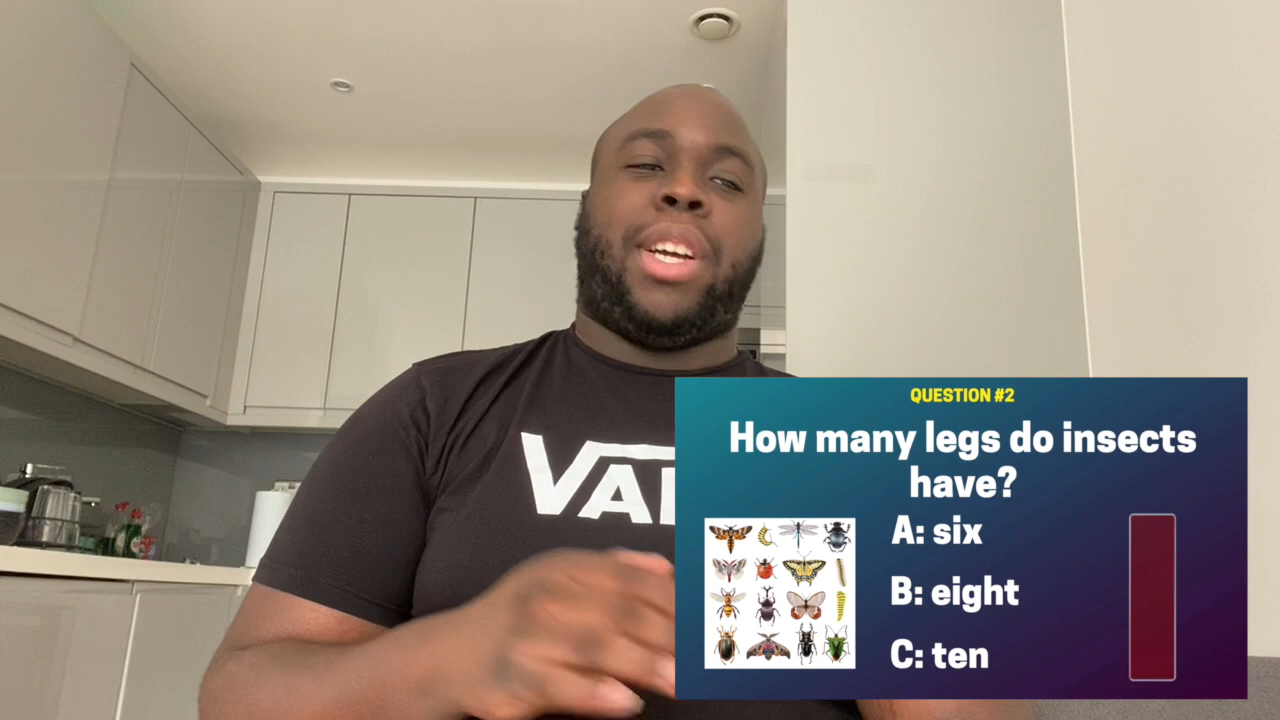 VA
QUESTION #2
How many legs do insects
have?
A: six
B: eight
C: ten